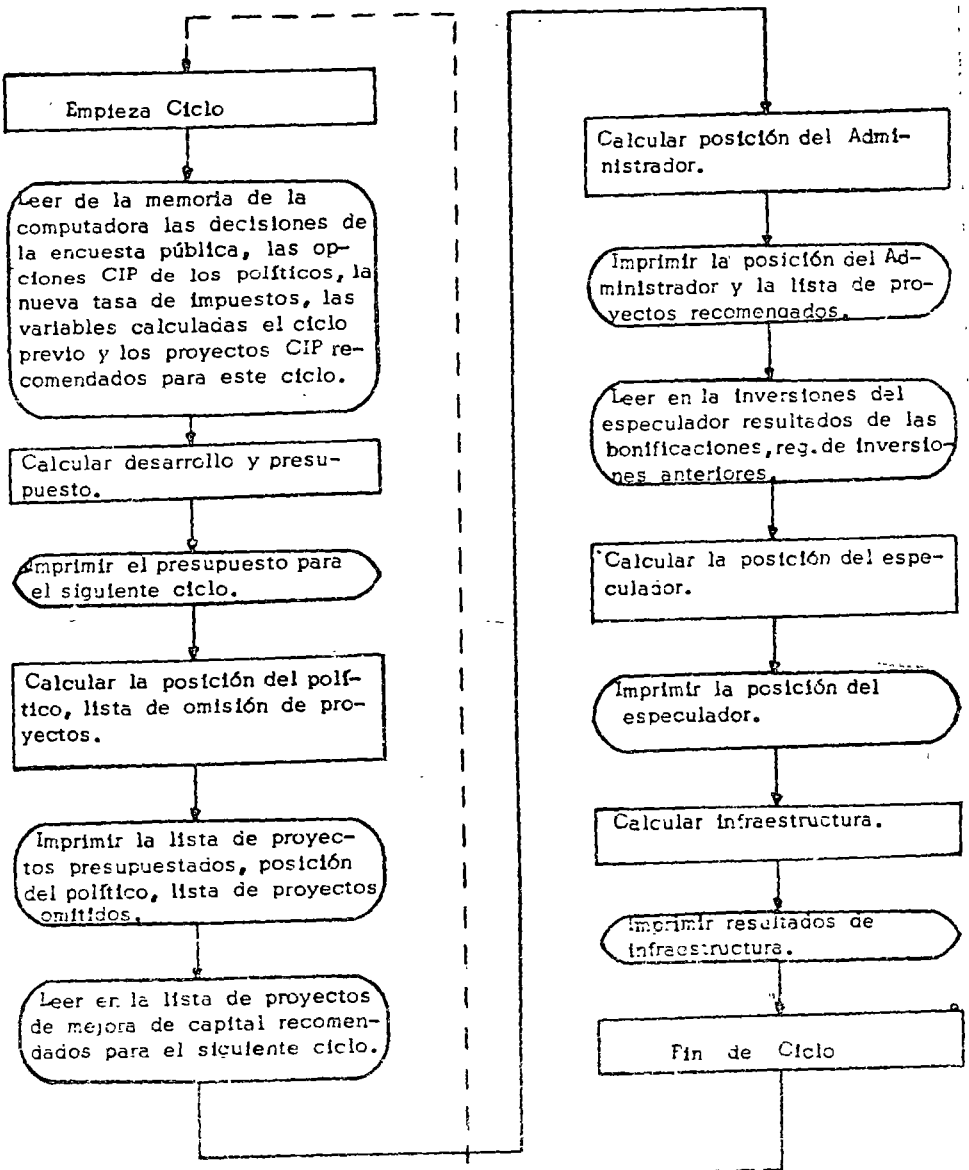 Empieza Ciclo
Leer de la memoria de la
computadora las decisiones de
la encuesta pública, las op-
ciones CIP de los políticos, la
nueva tasa de impuestos, las
variables calculadas el ciclo
previo y los proyectos CIP re-
comendados para este ciclo.
Calcular desarrollo y presu-
puesto.
Imprimir el presupuesto para
el siguiente ciclo.
Calcular la posición del polí-
tico, lista de omisión de pro-
yectos.
Imprimir la lista de proyec-
tos presupuestados, posición
del político, lista de proyectos
omitidos.
Leer en la lista de proyectos
de mejora de capital recomen-
dados para el siguiente ciclo.
Calcular posición del Admi-
nistrador.
Imprimir la posición del Ad-
ministrador y la lista de pro-
yectos recomendados.
Leer en la inversiones del
especulador resultados de las
bonificaciones, reg. de inversio-
nes anteriores.
Calcular la posición del espe-
culador.
Imprimir la posición del
especulador.
Calcular infraestructura.
Imprimir resultados de
infraestructura.
Fin de Ciclo